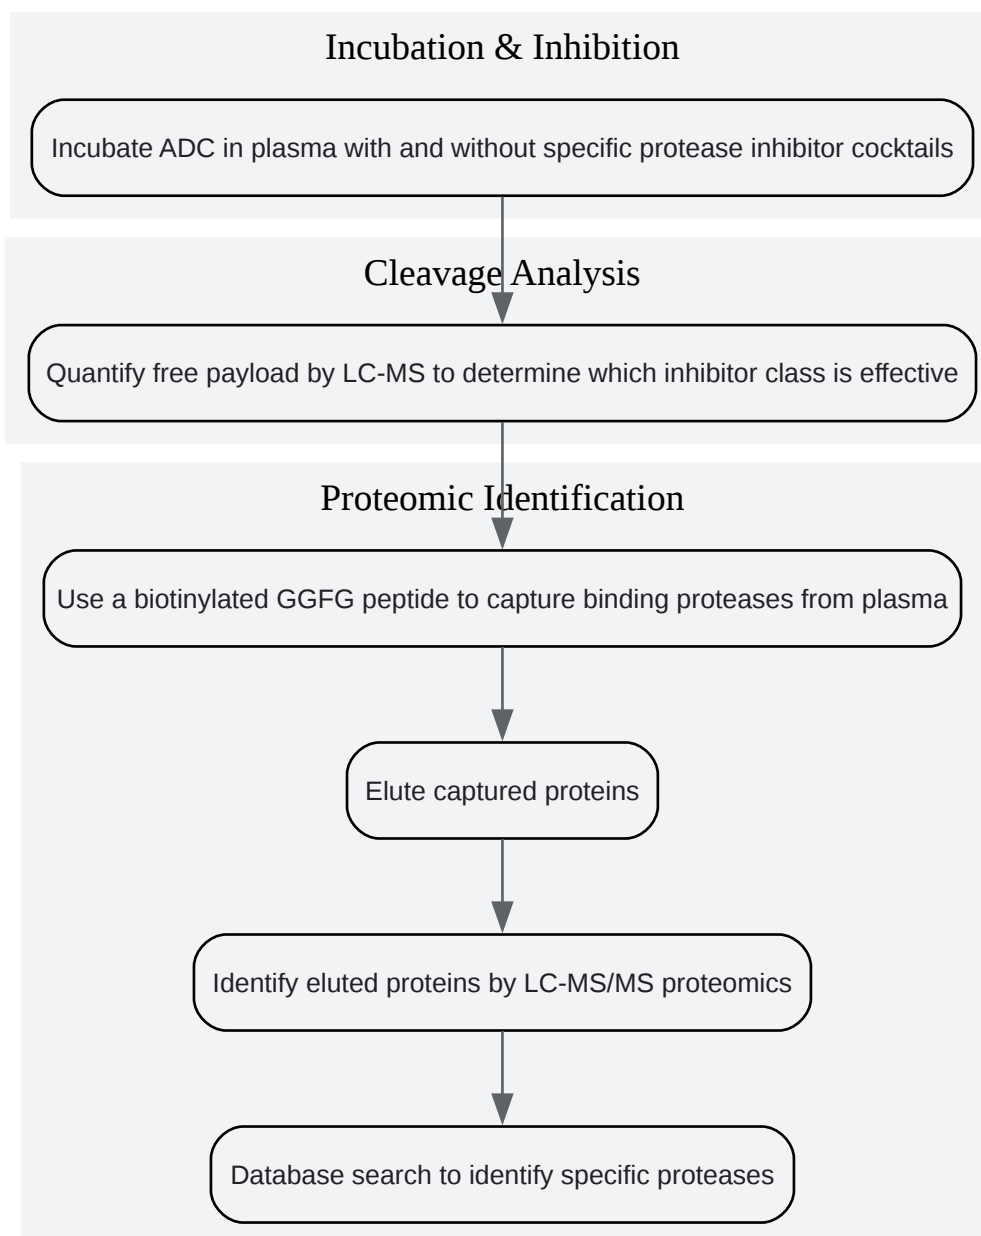 Incubation & Inhibition
Incubate ADC in plasma with and without specific protease inhibitor cocktails
Cleavage Analysis
Quantify free payload by LC-MS to determine which inhibitor class is effective
Proteomic Identification
Use a biotinylated GGFG peptide to capture binding proteases from plasma
Elute captured proteins
Identify eluted proteins by LC-MS/MS proteomics
Database search to identify specific proteases